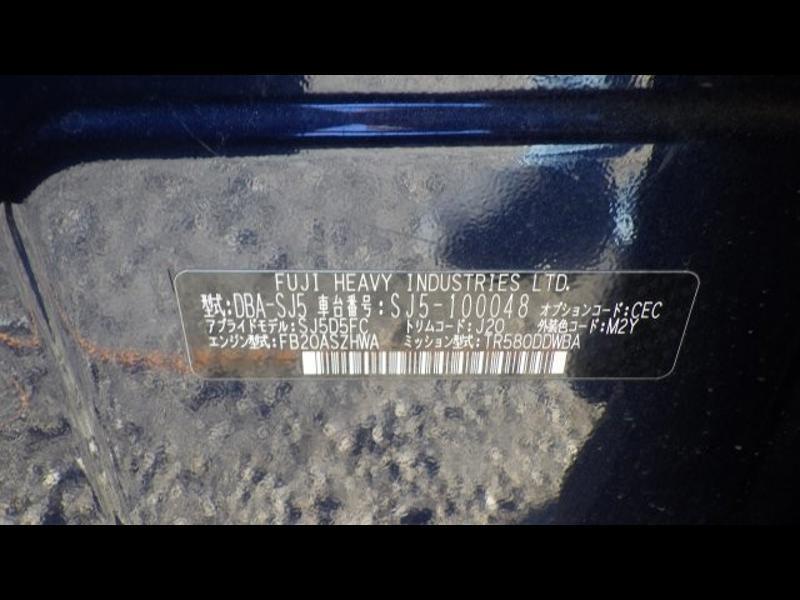 FUJI HEAVY INDUSTRIES LTD.
型式:DBA-SJ5 車台番号:SJ5-100048 オプションコード:CEC
アプライドモデル:SJ5D5FC トリムコード:J20 外装色コード:M2Y
エンジン型式:FB20ASZHWA ミッション型式:TR580DDWBA